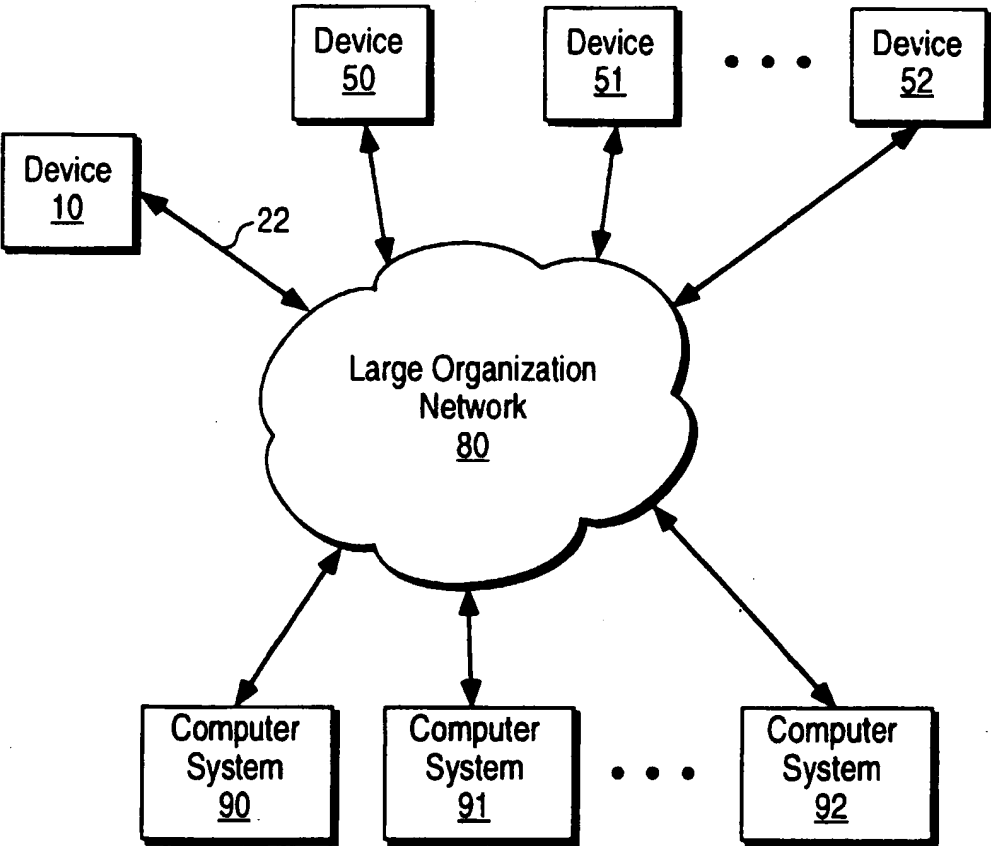 Device
50
Device
51
Device
52
Device
10
22
Large Organization
Network
80
Computer
System
90
Computer
System
91
Computer
System
92